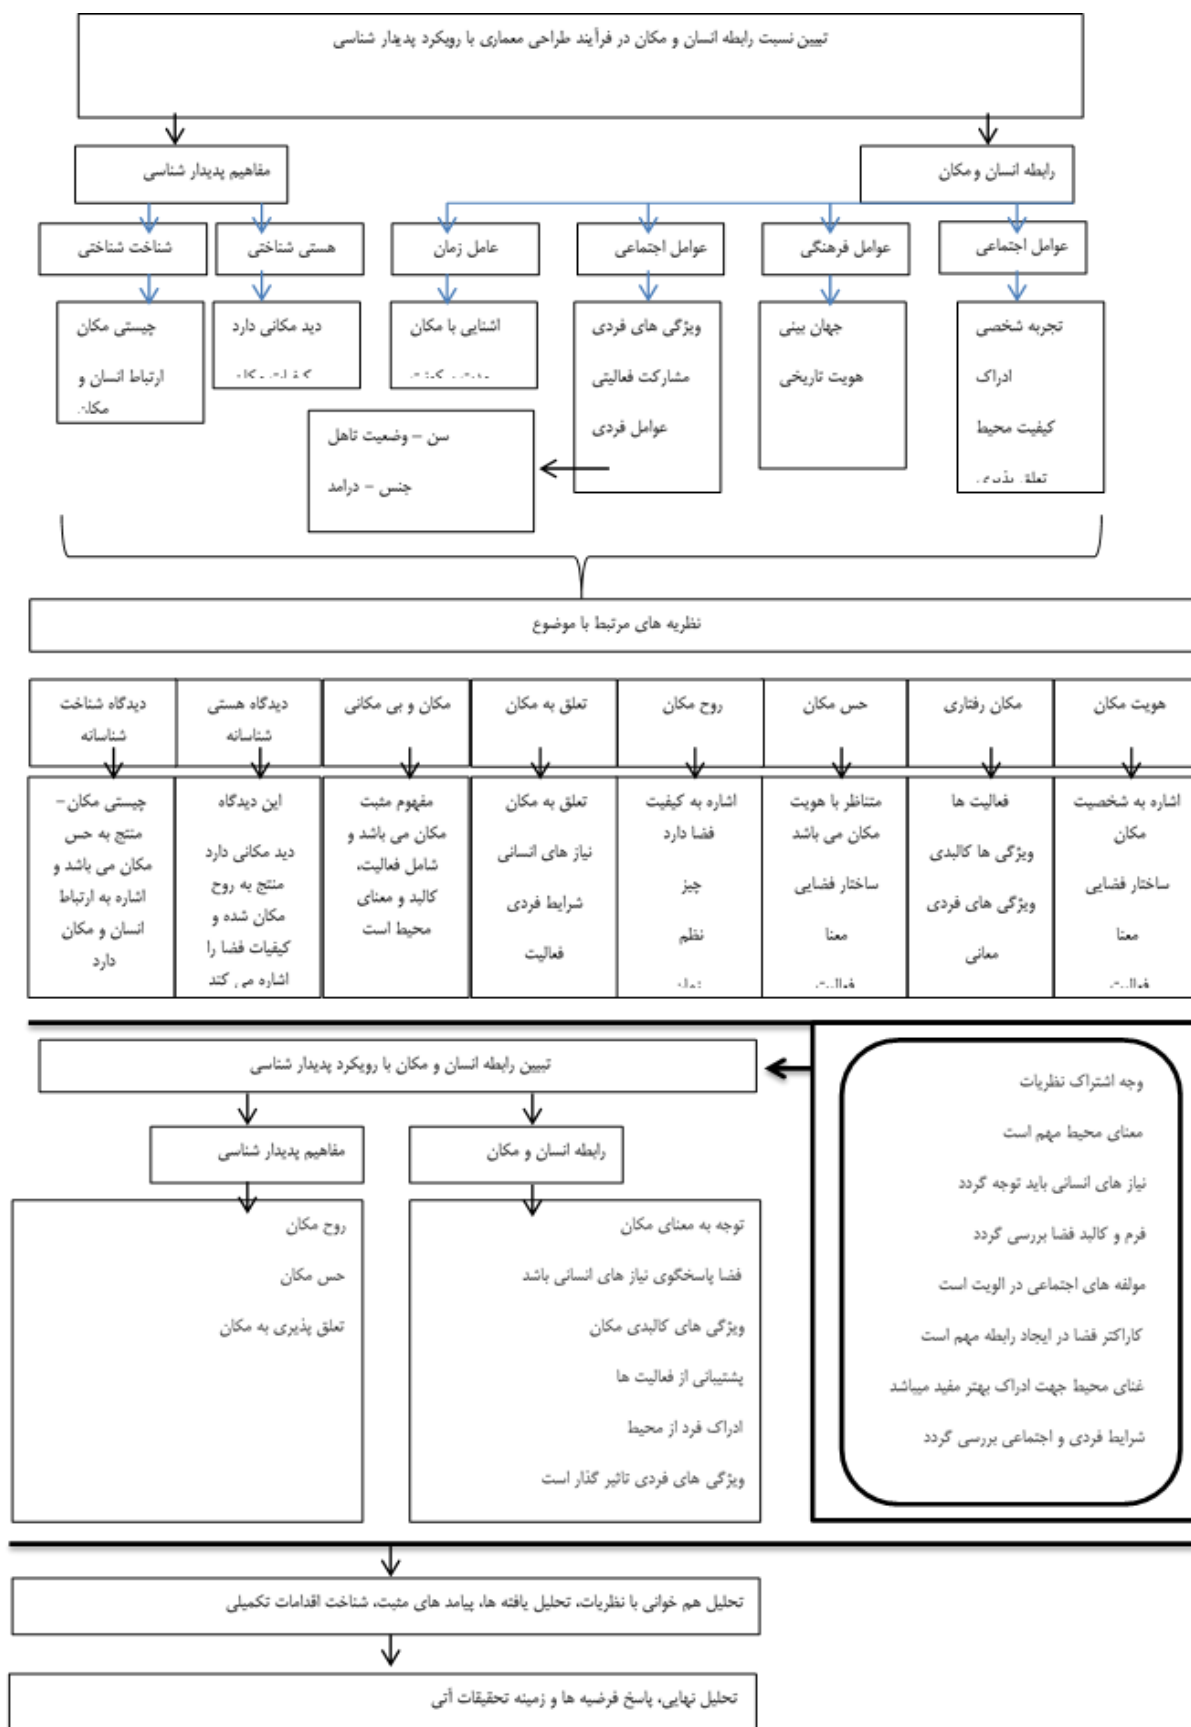 تبیین نسبت رابطه انسان و مکان در فرآیند طراحی معماری با رویکرد پدیدار شناسی
رابطه انسان و مکان
مفاهیم پدیدار شناسی
عوامل اجتماعی
عوامل فرهنگی
عوامل اجتماعی
عامل زمان
هستی شناختی
شناخت شناختی
تجربه شخصی
ادراک
کیفیت محیط
تعلق پذیری
جهان بینی
هویت تاریخی
ویژگی های فردی
مشارکت فعالیتی
عوامل فردی
اشنایی با مکان
مدت سکونت
دید مکانی دارد
کیفیات مکان
چیستی مکان
ارتباط انسان و
مکان
سن – وضعیت تاهل
جنس – درامد
نظریه های مرتبط با موضوع
هویت مکان
مکان رفتاری
حس مکان
روح مکان
تعلق به مکان
مکان و بی مکانی
دیدگاه هستی
شناسانه
دیدگاه شناخت
شناسانه
اشاره به شخصیت
مکان
ساختار فضایی
معنا
فعالیت
فعالیت ها
ویژگی ها کالبدی
ویژگی های فردی
معانی
متناظر با هویت
مکان می باشد
ساختار فضایی
معنا
فعالیت
اشاره به کیفیت
فضا دارد
چیز
نظم
زمان
تعلق به مکان
نیاز های انسانی
شرایط فردی
فعالیت
مفهوم مثبت
مکان می باشد و
شامل فعالیت،
کالبد و معنای
محیط است
این دیدگاه
دید مکانی دارد
منتج به روح
مکان شده و
کیفیات فضا را
اشاره می کند
چیستی مکان–
منتج به حس
مکان می باشد و
اشاره به ارتباط
انسان و مکان
دارد
وجه اشتراک نظریات
معنای محیط مهم است
نیاز های انسانی باید توجه گردد
فرم و کالبد فضا بررسی گردد
مولفه های اجتماعی در الویت است
کاراکتر فضا در ایجاد رابطه مهم است
غنای محیط جهت ادراک بهتر مفید میباشد
شرایط فردی و اجتماعی بررسی گردد
تبیین رابطه انسان و مکان با رویکرد پدیدار شناسی
رابطه انسان و مکان
مفاهیم پدیدار شناسی
توجه به معنای مکان
فضا پاسخگوی نیاز های انسانی باشد
ویژگی های کالبدی مکان
پشتیبانی از فعالیت ها
ادراک فرد از محیط
ویژگی های فردی تاثیر گذار است
روح مکان
حس مکان
تعلق پذیری به مکان
تحلیل هم خوانی با نظریات، تحلیل یافته ها، پیامد های مثبت، شناخت اقدامات تکمیلی
تحلیل نهایی، پاسخ فرضیه ها و زمینه تحقیقات آتی